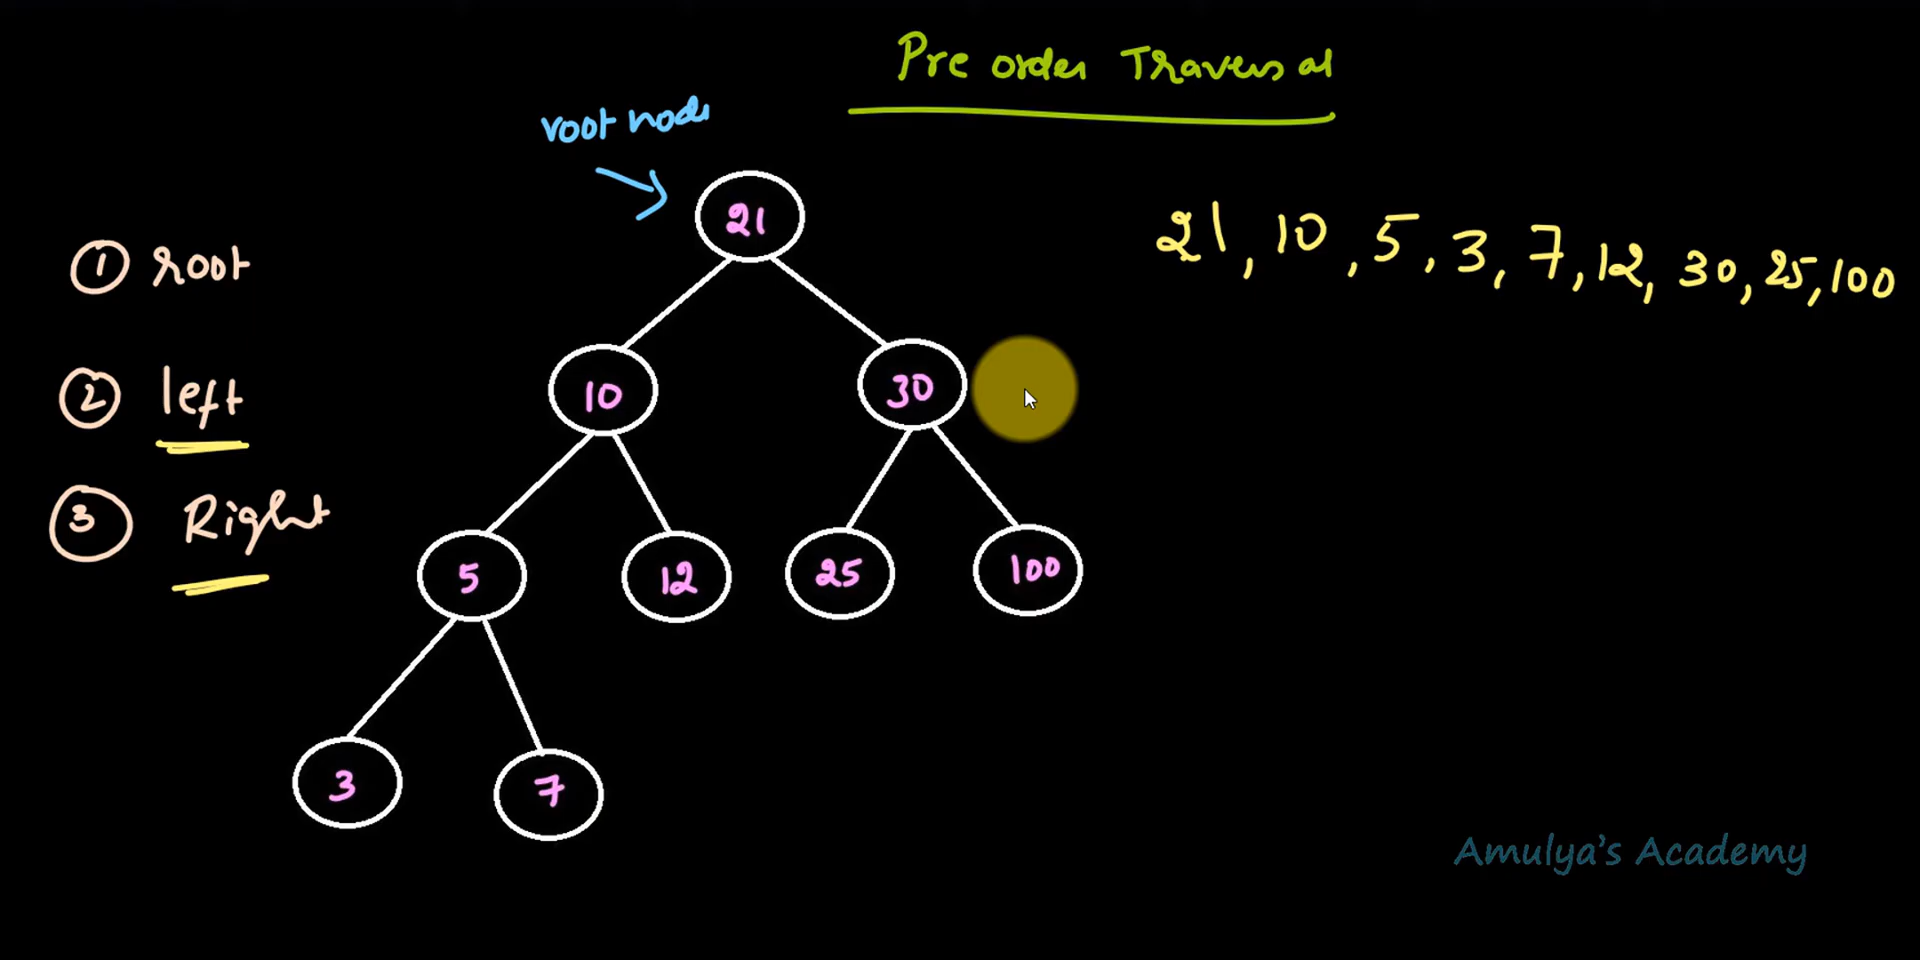 Pre order Traversal
root node
21
21, 10, 5, 3, 7, 12, 30, 25, 100
① root
10
30
② left
③ Right
5
12
25
100
3
7
Amulya's Academy